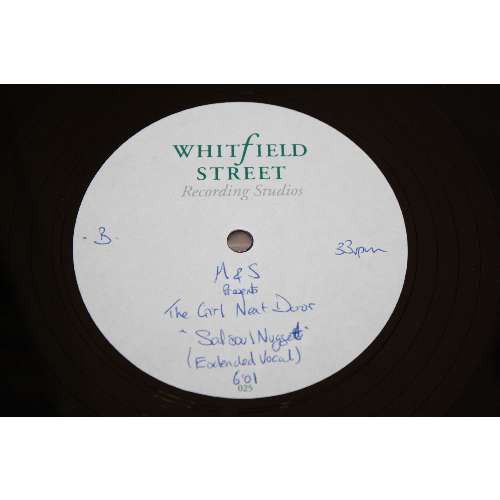 WHITfIELD
STREET
Recording Studios
·B·
33rpm
M & S
Presents
The Girl Next Door
"Salsoul Nugget"
(Extended Vocal)
6'01
025